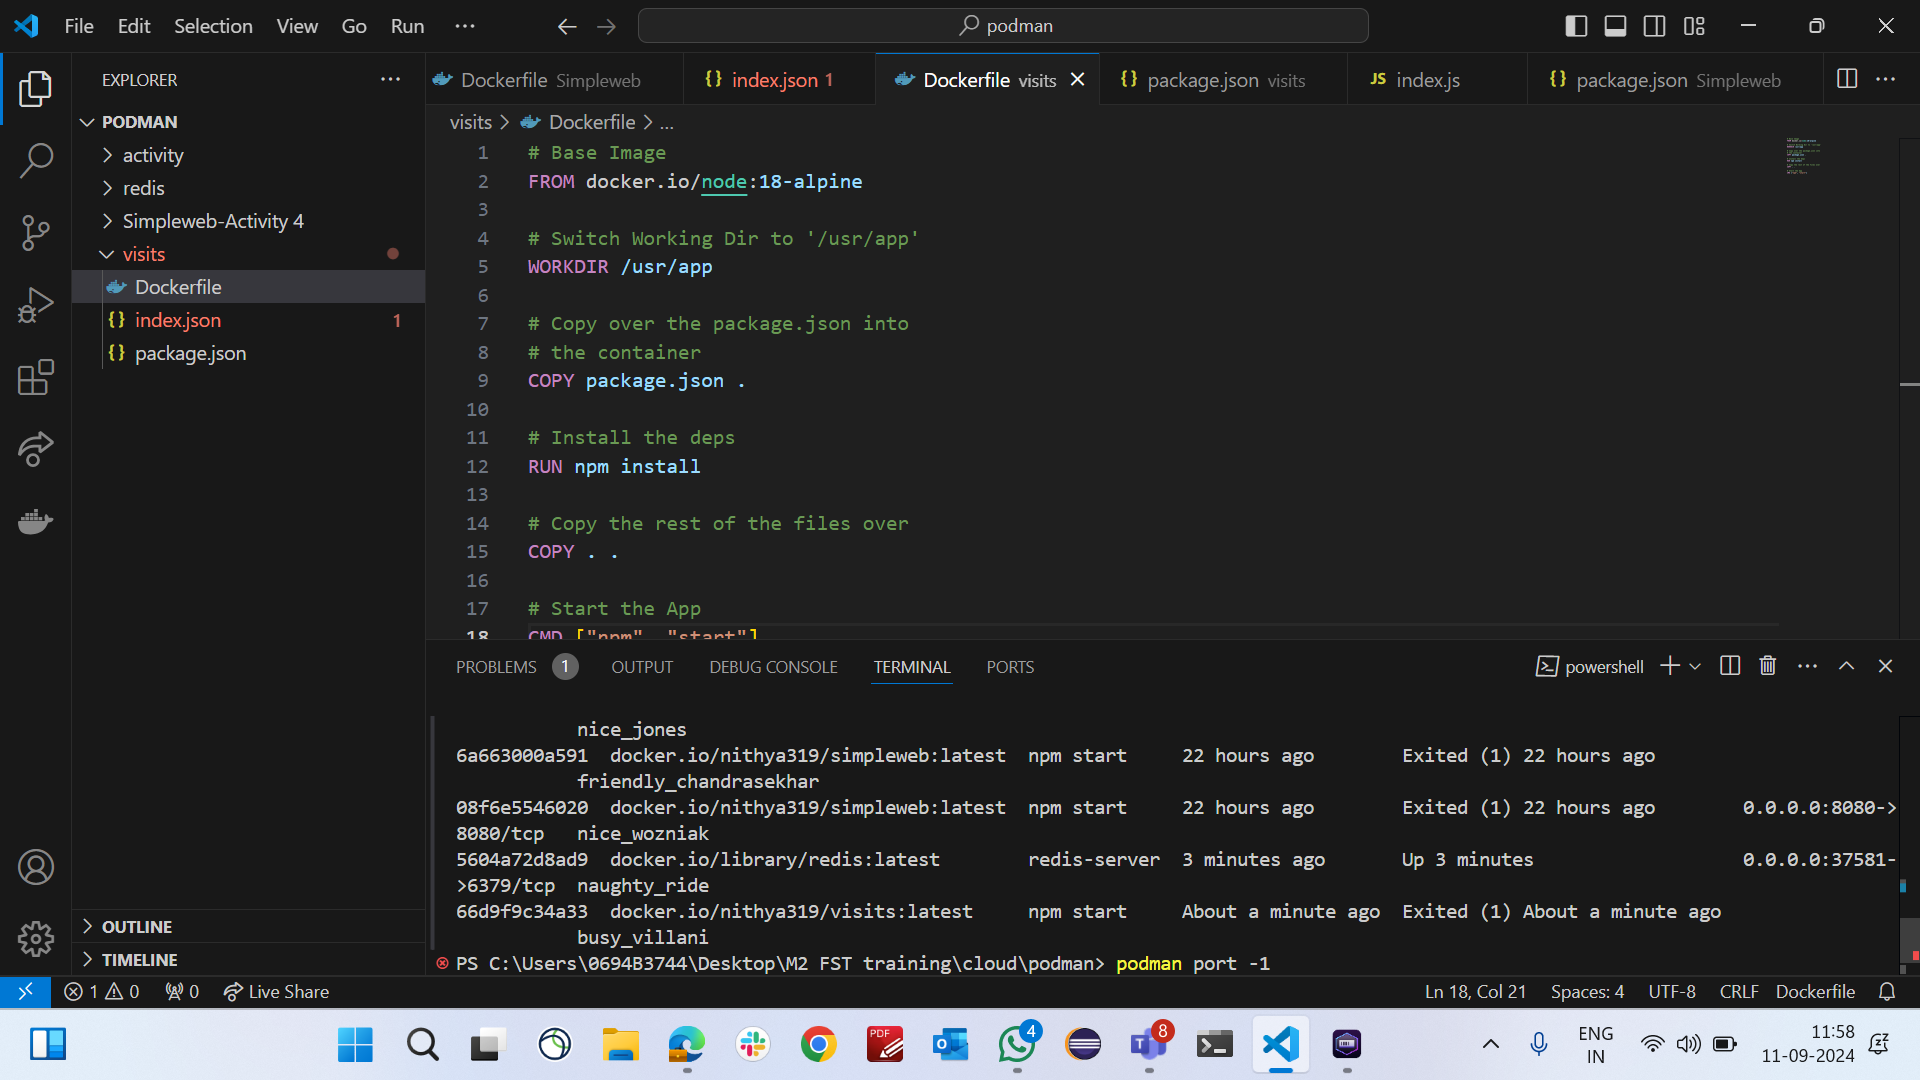 File Edit Selection View Go Run ... podman
EXPLORER ...
Dockerfile Simpleweb
index.json 1
Dockerfile visits
package.json visits
JS index.js
package.json Simpleweb
PODMAN
activity
redis
Simpleweb-Activity 4
visits
Dockerfile
index.json 1
package.json
OUTLINE
TIMELINE
visits > Dockerfile > ...
1 # Base Image
2 FROM docker.io/node:18-alpine
3
4 # Switch Working Dir to '/usr/app'
5 WORKDIR /usr/app
6
7 # Copy over the package.json into
8 # the container
9 COPY package.json .
10
11 # Install the deps
12 RUN npm install
13
14 # Copy the rest of the files over
15 COPY . .
16
17 # Start the App
18 CMD ["npm", "start"]
PROBLEMS 1 OUTPUT DEBUG CONSOLE TERMINAL PORTS powershell
nice_jones
6a663000a591 docker.io/nithya319/simpleweb:latest npm start 22 hours ago Exited (1) 22 hours ago
friendly_chandrasekhar
08f6e5546020 docker.io/nithya319/simpleweb:latest npm start 22 hours ago Exited (1) 22 hours ago 0.0.0.0:8080->
8080/tcp nice_wozniak
5604a72d8ad9 docker.io/library/redis:latest redis-server 3 minutes ago Up 3 minutes 0.0.0.0:37581-
>6379/tcp naughty_ride
66d9f9c34a33 docker.io/nithya319/visits:latest npm start About a minute ago Exited (1) About a minute ago
busy_villani
PS C:\Users\0694B3744\Desktop\M2 FST training\cloud\podman> podman port -1
1 0 0 Live Share Ln 18, Col 21 Spaces: 4 UTF-8 CRLF Dockerfile
PDF 4 8
ENG
IN
11:58
11-09-2024